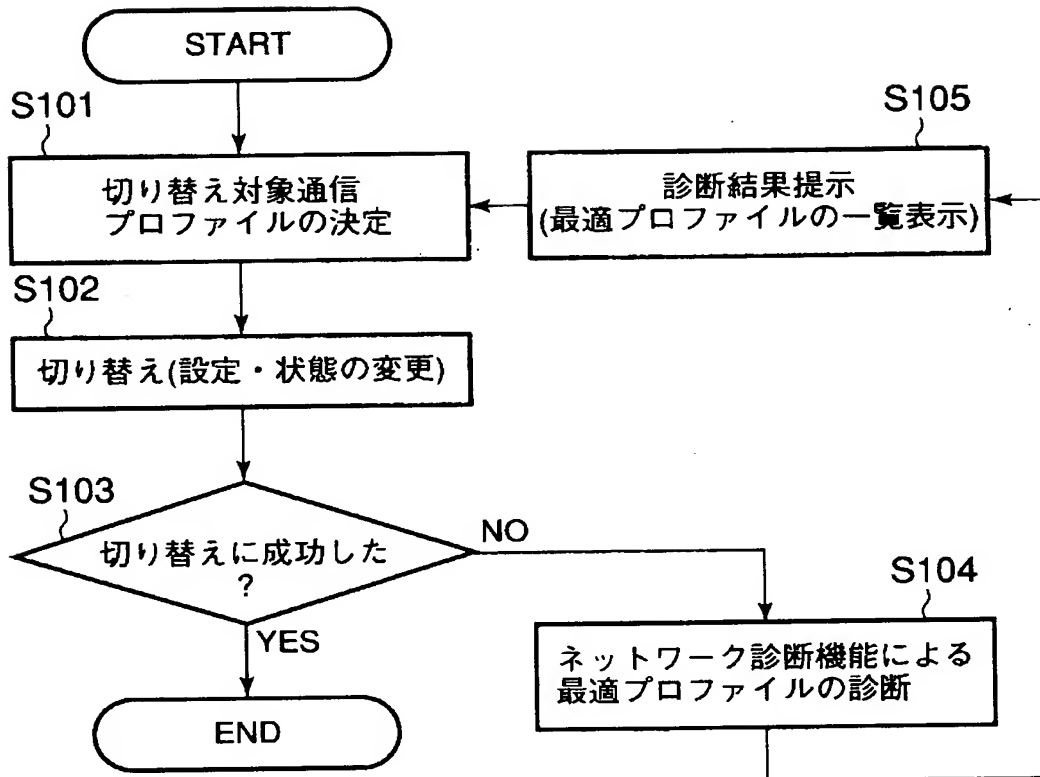 START
S101
切り替え対象通信
プロファイルの決定
S105
診断結果提示
(最適プロファイルの一覧表示)
S102
切り替え(設定・状態の変更)
S103
切り替えに成功した
?
NO
YES
S104
ネットワーク診断機能による
最適プロファイルの診断
END